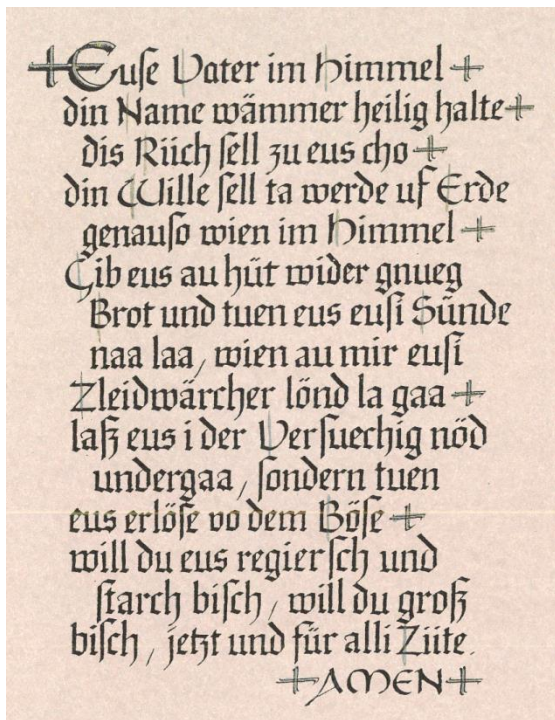 +Euſe Vater im Himmel +
din Name wämmer heilig halte+
dis Riich ſell zu eus cho +
din Wille ſell ta werde uf Erde
genauſo wien im Himmel +
Gib eus au hüt wider gnueg
Brot und tuen eus euſi Sünde
naa laa, wien au mir euſi
Zleidwärcher lönd la gaa +
laß eus i der Verſuechig nöd
undergaa, ſondern tuen
eus erlöſe vo dem Böſe +
will du eus regierſch und
ſtarch biſch, will du groß
biſch, jetzt und für alli Ziite.
+AMEN+